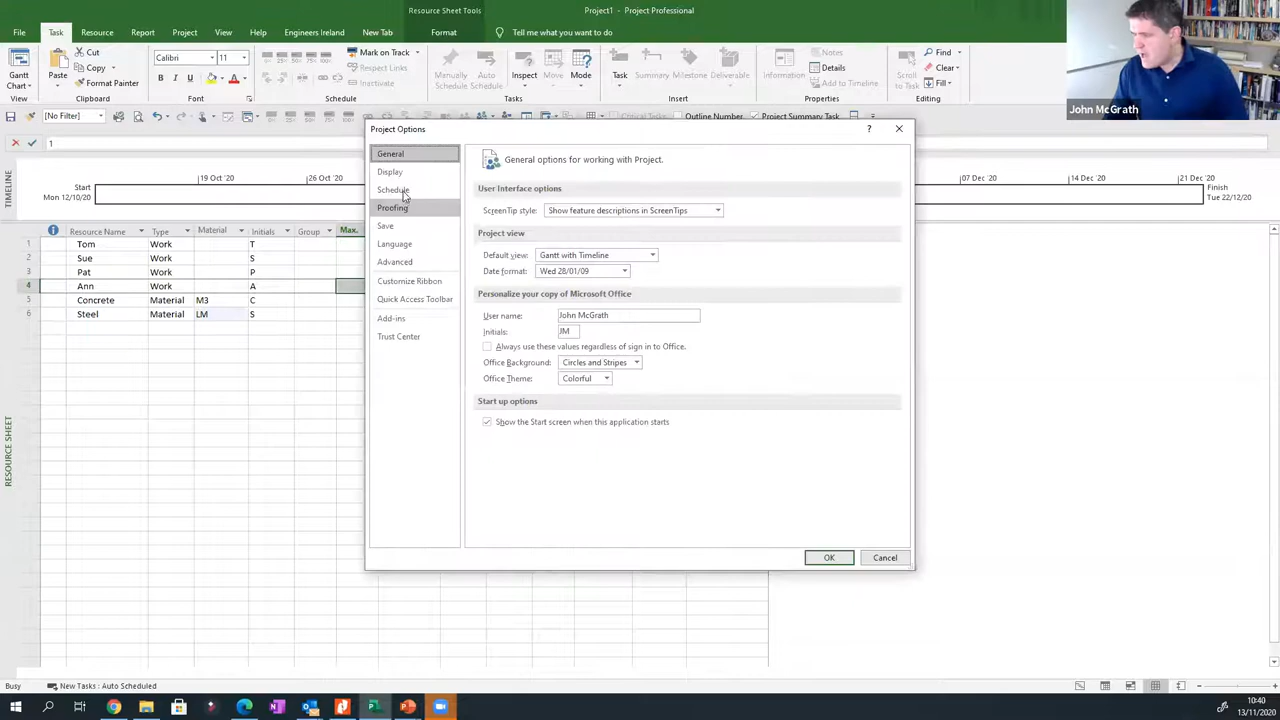 Resource Sheet Tools
Project1 - Project Professional
File Task Resource Report Project View Help Engineers Ireland New Tab Format Tell me what you want to do
Gantt Chart
View
Paste
Cut
Copy
Format Painter
Clipboard
Calibri 11
B I U
Font
Mark on Track
Respect Links
Inactivate
Schedule
Manually Schedule
Auto Schedule
Inspect
Move
Mode
Tasks
Task
Summary
Milestone
Deliverable
Insert
Information
Notes
Details
Add to Timeline
Properties
Scroll to Task
Find
Clear
Fill
Editing
John McGrath
[No Filter]
Outline Number
Project Summary Task
1
TIMELINE
Start
Mon 12/10/20
19 Oct '20
26 Oct '20
07 Dec '20
14 Dec '20
21 Dec '20
Finish
Tue 22/12/20
RESOURCE SHEET
Resource Name Type Material Initials Group Max.
1 Tom Work T
2 Sue Work S
3 Pat Work P
4 Ann Work A
5 Concrete Material M3 C
6 Steel Material LM S
Project Options
?
General
Display
Schedule
Proofing
Save
Language
Advanced
Customize Ribbon
Quick Access Toolbar
Add-ins
Trust Center
General options for working with Project.
User Interface options
ScreenTip style: Show feature descriptions in ScreenTips
Project view
Default view: Gantt with Timeline
Date format: Wed 28/01/09
Personalize your copy of Microsoft Office
User name: John McGrath
Initials: JM
Always use these values regardless of sign in to Office.
Office Background: Circles and Stripes
Office Theme: Colorful
Start up options
Show the Start screen when this application starts
OK Cancel
Busy New Tasks : Auto Scheduled
10:40
13/11/2020